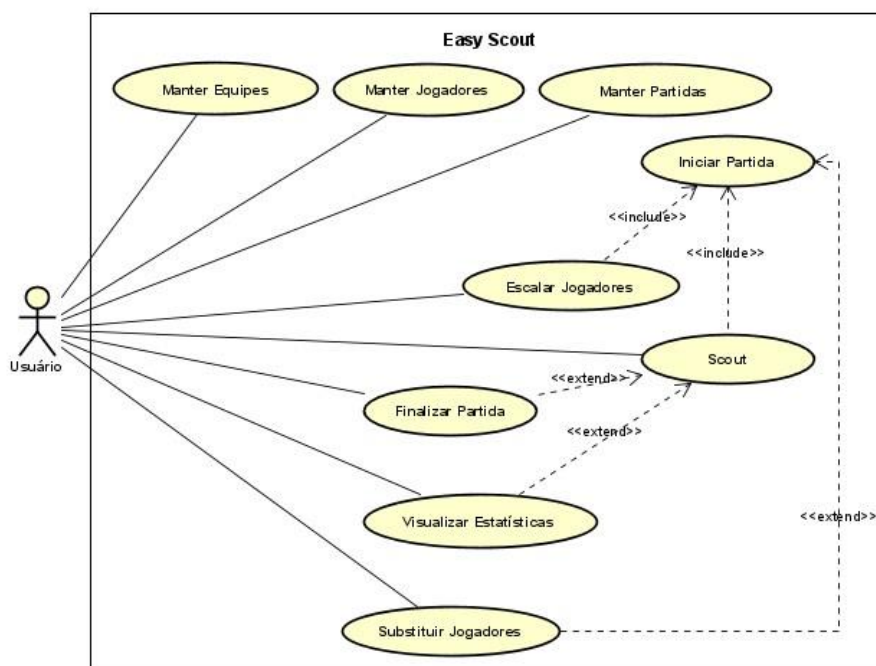 Easy Scout
Manter Equipes
Manter Jogadores
Manter Partidas
Iniciar Partida
<<include>>
<<include>>
Escalar Jogadores
Usuário
Scout
<<extend>>
Finalizar Partida
<<extend>>
Visualizar Estatísticas
<<extend>>
Substituir Jogadores